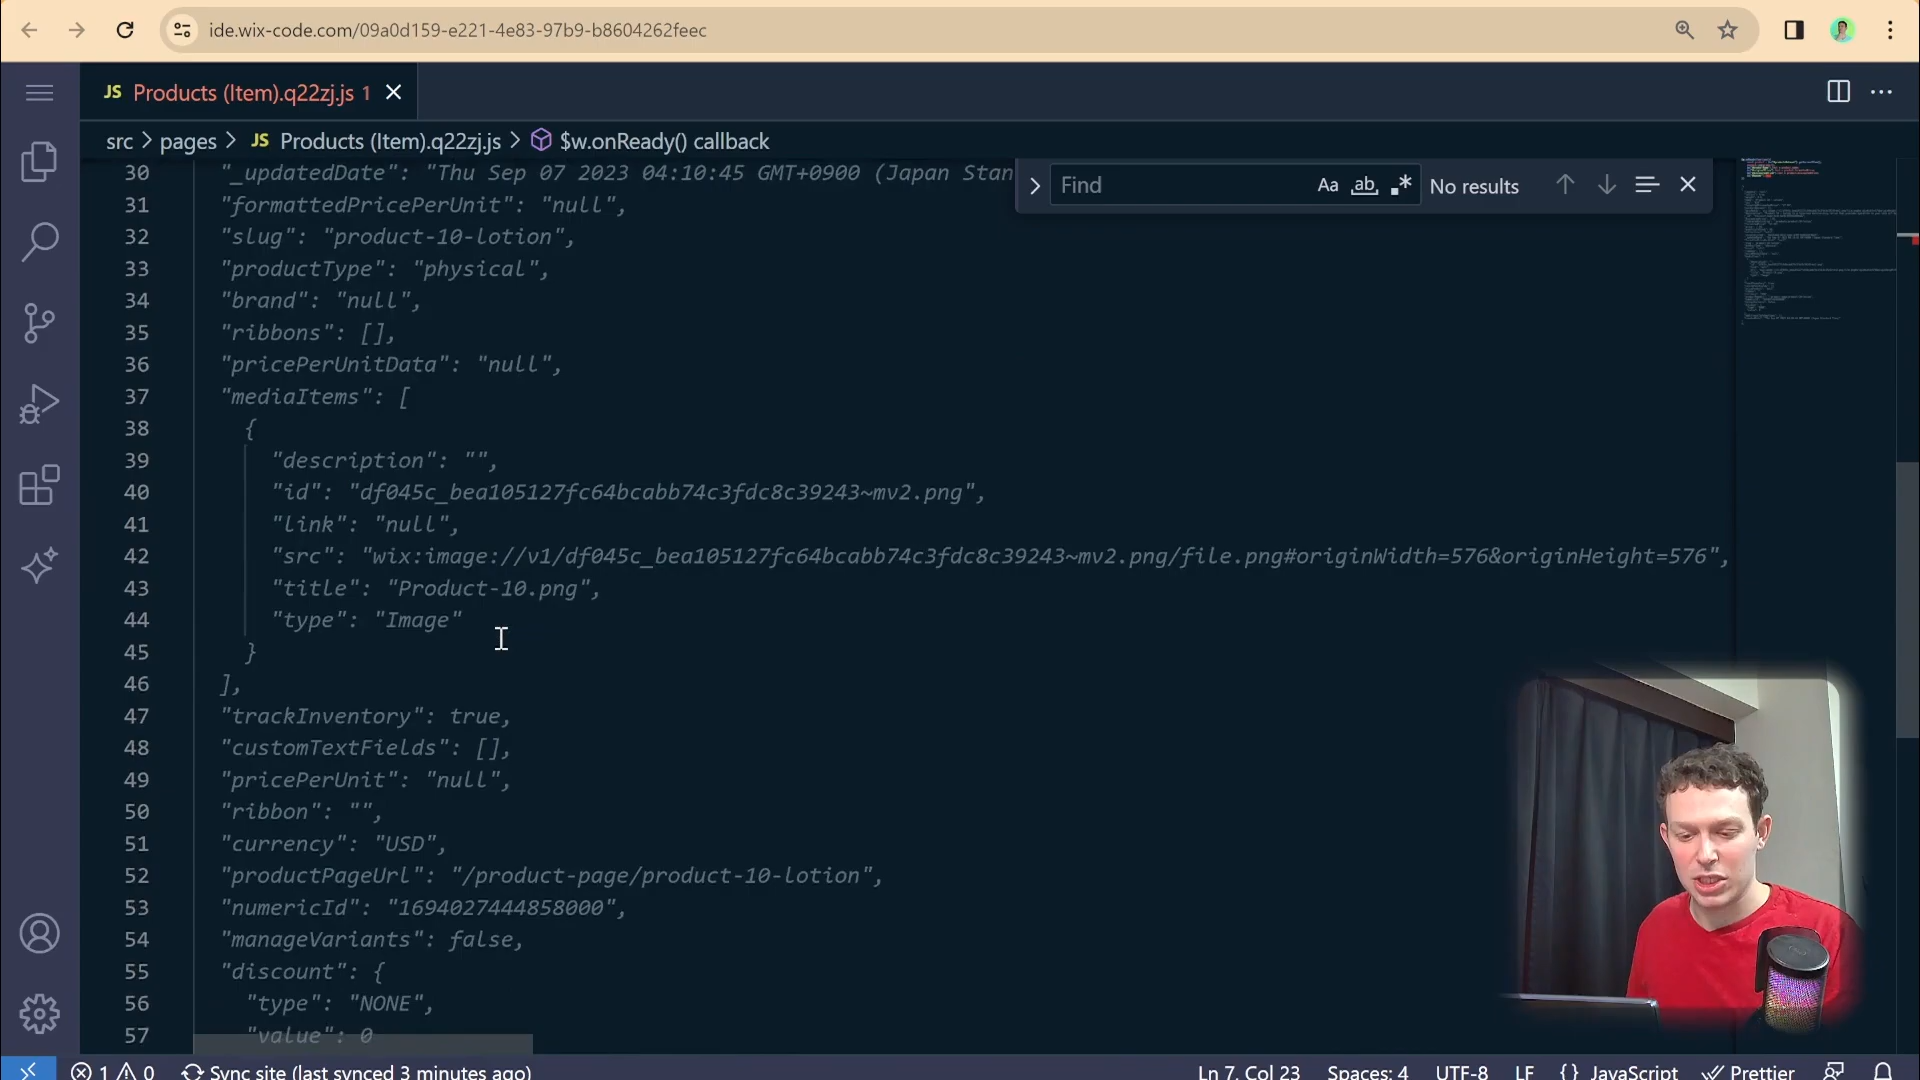 ide.wix-code.com/09a0d159-e221-4e83-97b9-b8604262feec
JS Products (Item).q22zj.js 1
src > pages > JS Products (Item).q22zj.js > $w.onReady() callback
Find Aa ab No results
30 "_updatedDate": "Thu Sep 07 2023 04:10:45 GMT+0900 (Japan Stan
31 "formattedPricePerUnit": "null",
32 "slug": "product-10-lotion",
33 "productType": "physical",
34 "brand": "null",
35 "ribbons": [],
36 "pricePerUnitData": "null",
37 "mediaItems": [
38 {
39 "description": "",
40 "id": "df045c_bea105127fc64bcabb74c3fdc8c39243~mv2.png",
41 "link": "null",
42 "src": "wix:image://v1/df045c_bea105127fc64bcabb74c3fdc8c39243~mv2.png/file.png#originWidth=576&originHeight=576",
43 "title": "Product-10.png",
44 "type": "Image"
45 }
46 ],
47 "trackInventory": true,
48 "customTextFields": [],
49 "pricePerUnit": "null",
50 "ribbon": "",
51 "currency": "USD",
52 "productPageUrl": "/product-page/product-10-lotion",
53 "numericId": "1694027444858000",
54 "manageVariants": false,
55 "discount": {
56 "type": "NONE",
57 "value": 0
1 0 Sync site (last synced 3 minutes ago) Ln 7, Col 23 Spaces: 4 UTF-8 LF {} JavaScript Prettier